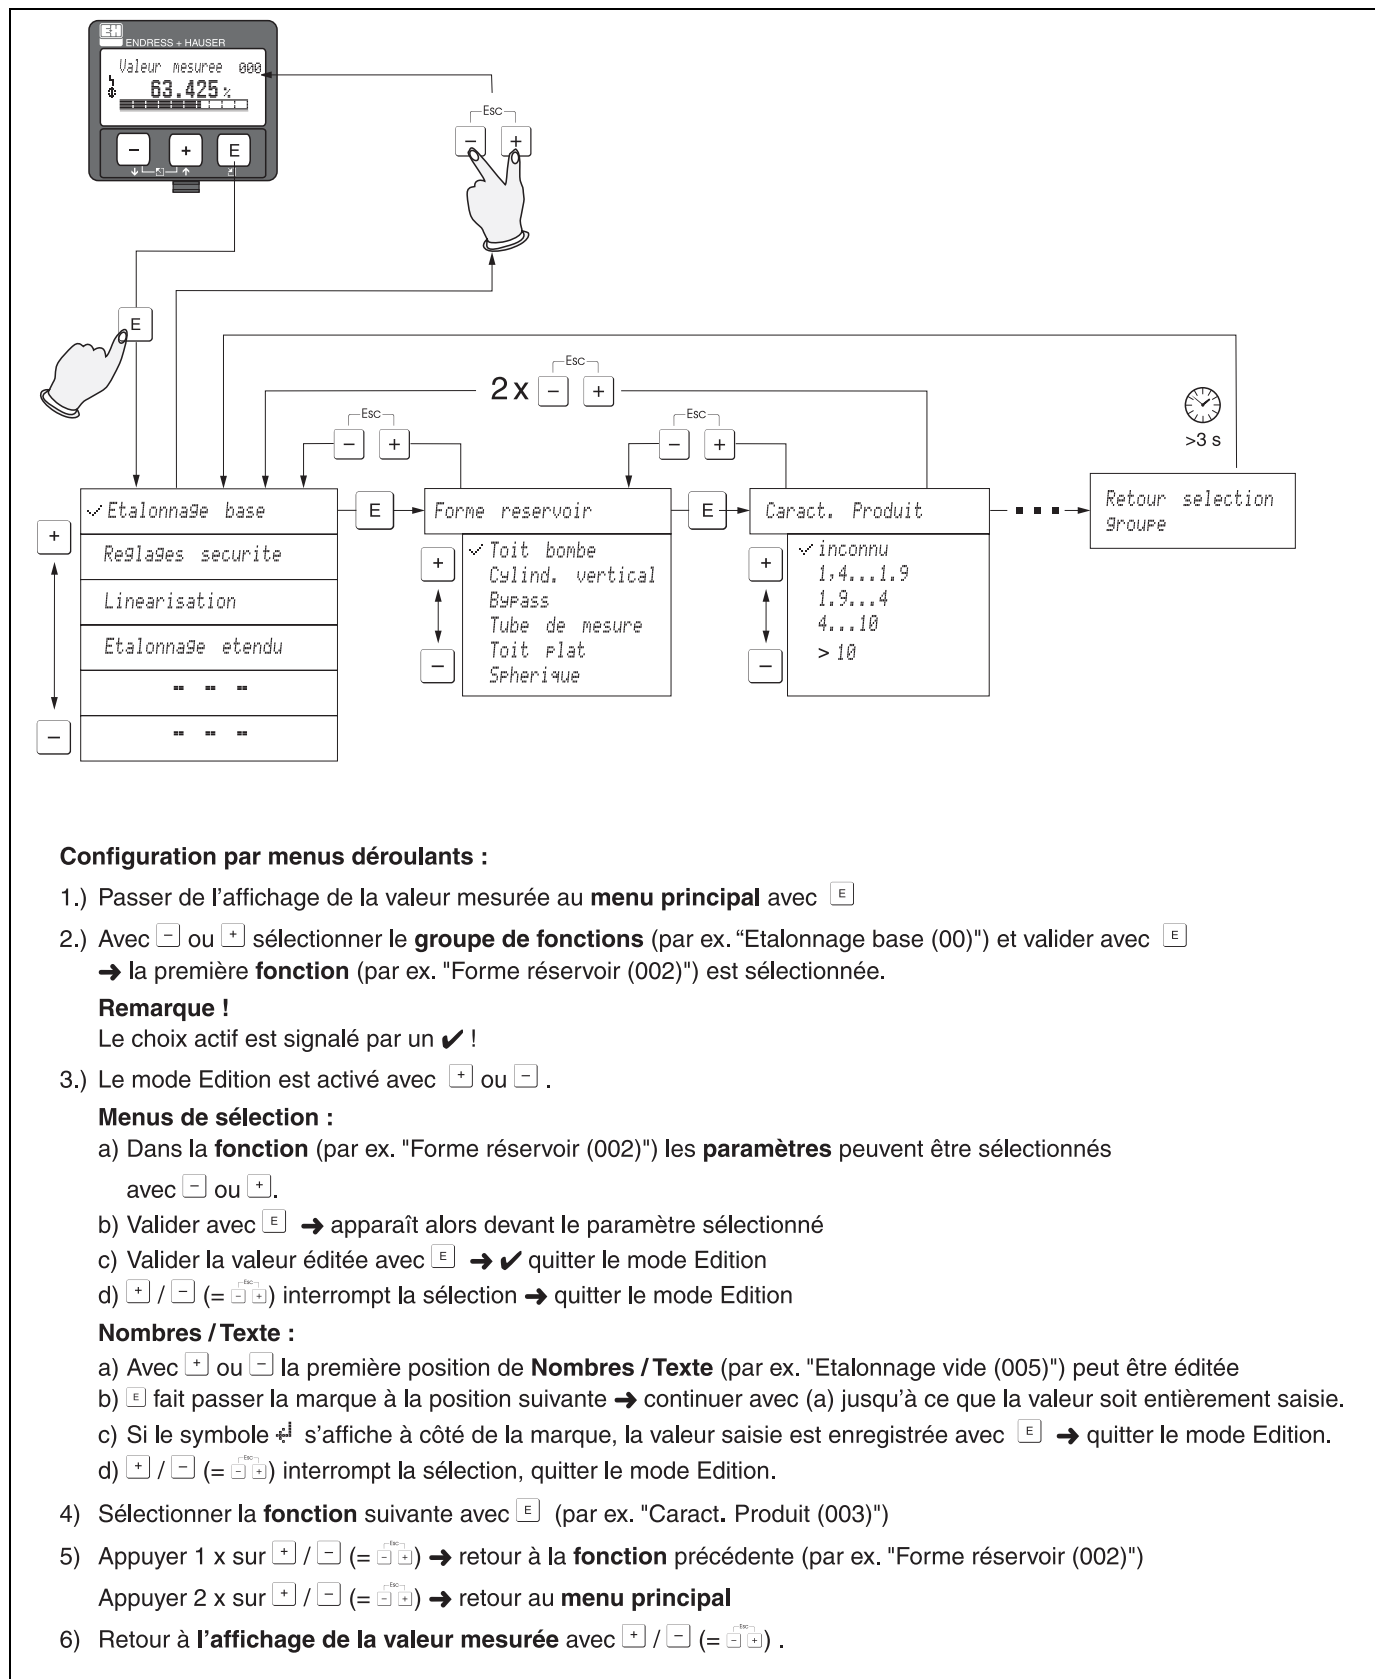 EH
ENDRESS + HAUSER
Valeur mesuree 000
63.425 %
- + E
Esc
- +
E
Esc
2 x - +
Esc
- +
Esc
- +
>3 s
✓ Etalonnage base
Reglages securite
Linearisation
Etalonnage etendu
- - -
- - -
+
-
E
Forme reservoir
✓ Toit bombe
Cylind. vertical
Bypass
Tube de mesure
Toit plat
Spherique
+
-
E
Caract. Produit
✓ inconnu
1,4...1.9
1.9...4
4...10
> 10
+
-
Retour selection
groupe
Configuration par menus déroulants :
1.) Passer de l'affichage de la valeur mesurée au menu principal avec E
2.) Avec - ou + sélectionner le groupe de fonctions (par ex. “Etalonnage base (00)") et valider avec E
➜ la première fonction (par ex. "Forme réservoir (002)") est sélectionnée.
Remarque !
Le choix actif est signalé par un ✔ !
3.) Le mode Edition est activé avec + ou - .
Menus de sélection :
a) Dans la fonction (par ex. "Forme réservoir (002)") les paramètres peuvent être sélectionnés
avec - ou +.
b) Valider avec E ➜ apparaît alors devant le paramètre sélectionné
c) Valider la valeur éditée avec E ➜ ✔ quitter le mode Edition
d) + / - (= Esc - +) interrompt la sélection ➜ quitter le mode Edition
Nombres / Texte :
a) Avec + ou - la première position de Nombres / Texte (par ex. "Etalonnage vide (005)") peut être éditée
b) E fait passer la marque à la position suivante ➜ continuer avec (a) jusqu'à ce que la valeur soit entièrement saisie.
c) Si le symbole ↵ s'affiche à côté de la marque, la valeur saisie est enregistrée avec E ➜ quitter le mode Edition.
d) + / - (= Esc - +) interrompt la sélection, quitter le mode Edition.
4) Sélectionner la fonction suivante avec E (par ex. "Caract. Produit (003)")
5) Appuyer 1 x sur + / - (= Esc - +) ➜ retour à la fonction précédente (par ex. "Forme réservoir (002)")
Appuyer 2 x sur + / - (= Esc - +) ➜ retour au menu principal
6) Retour à l'affichage de la valeur mesurée avec + / - (= Esc - +) .